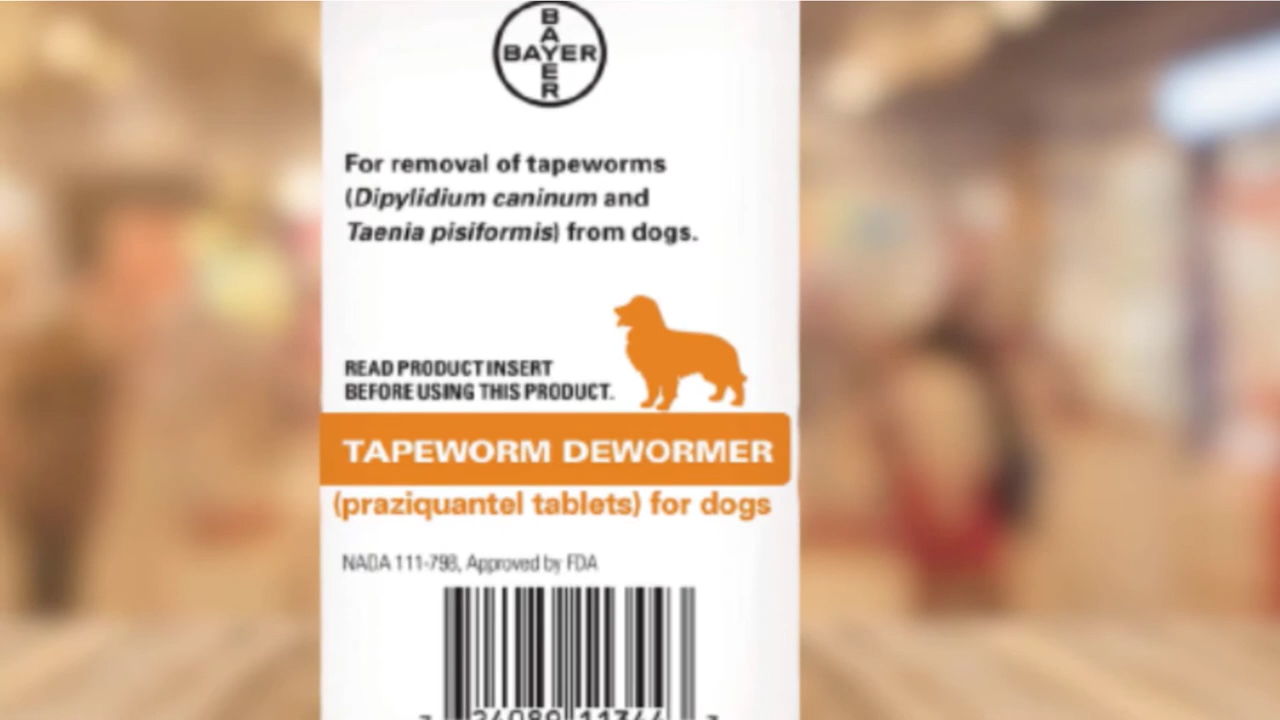 BAYER
BAYER
For removal of tapeworms
(Dipylidium caninum and
Taenia pisiformis) from dogs.
READ PRODUCT INSERT
BEFORE USING THIS PRODUCT.
TAPEWORM DEWORMER
(praziquantel tablets) for dogs
NADA 111-798, Approved by FDA